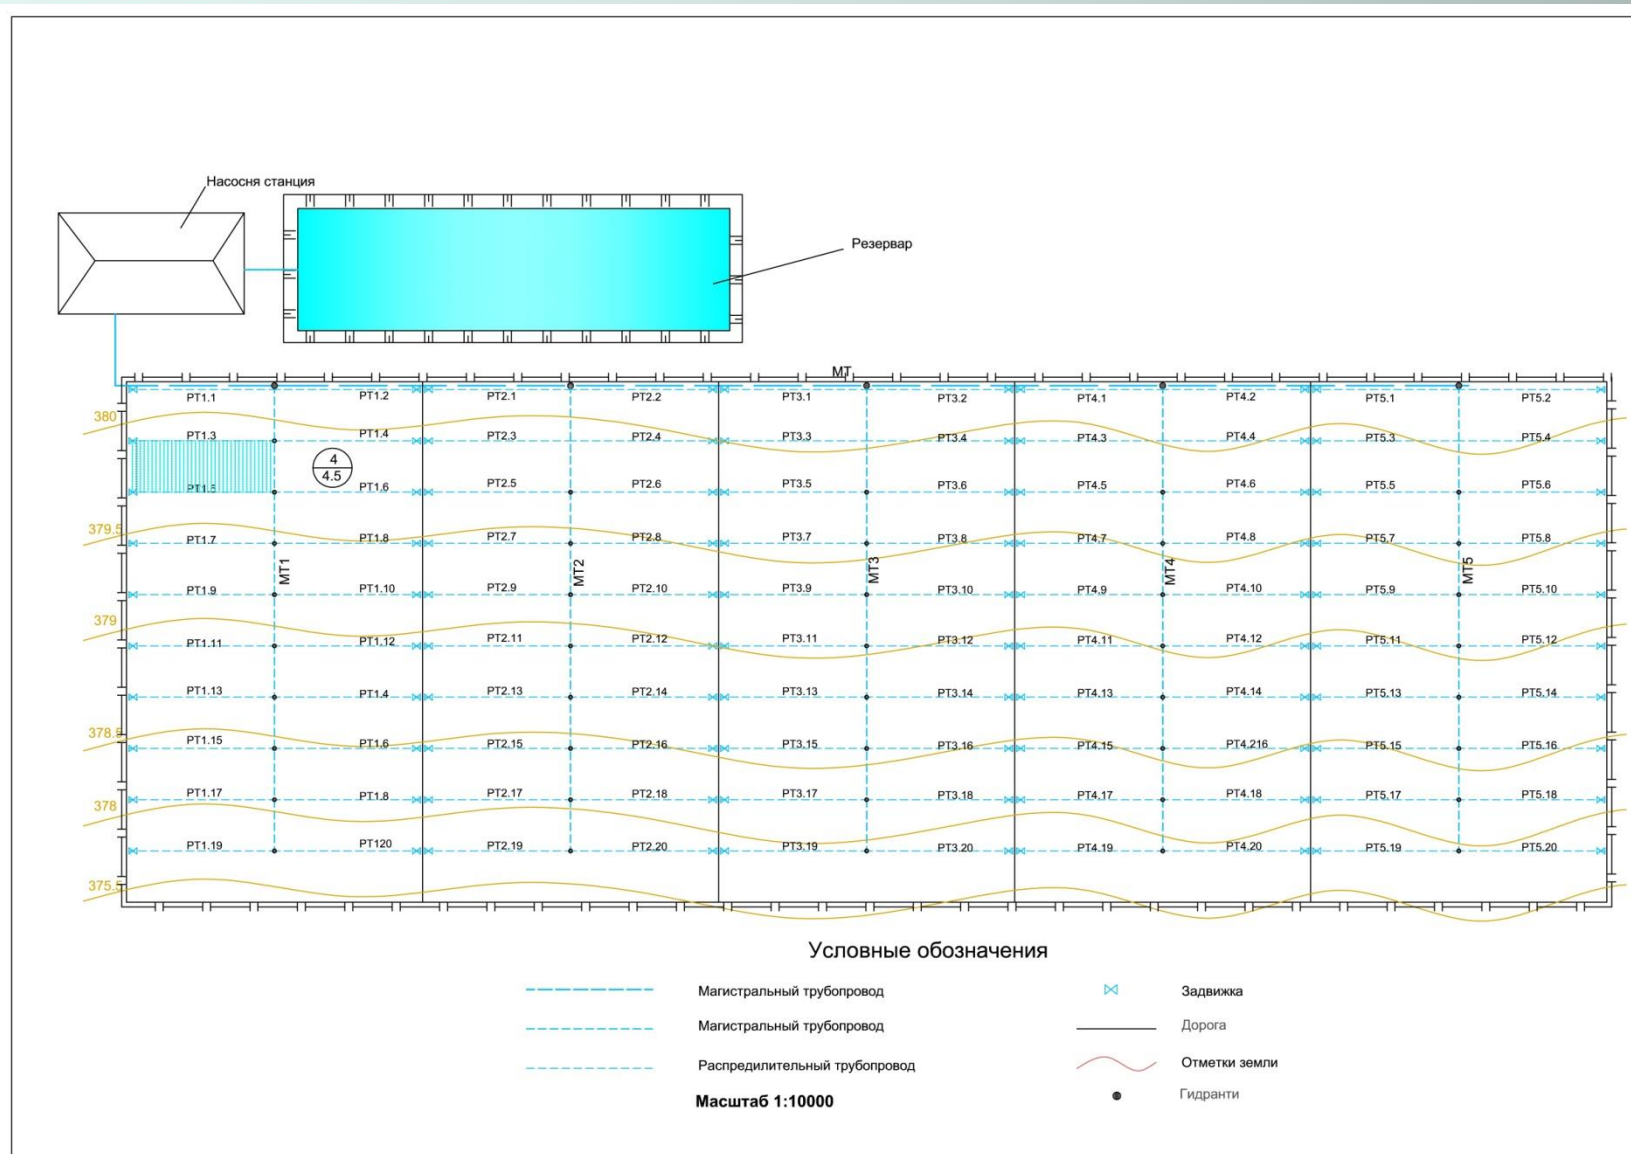 Насосня станция
Резервар
МТ
РТ1.1 РТ1.2 РТ2.1 РТ2.2 РТ3.1 РТ3.2 РТ4.1 РТ4.2 РТ5.1 РТ5.2
380
РТ1.3 РТ1.4 РТ2.3 РТ2.4 РТ3.3 РТ3.4 РТ4.3 РТ4.4 РТ5.3 РТ5.4
4
4.5
РТ1.5 РТ1.6 РТ2.5 РТ2.6 РТ3.5 РТ3.6 РТ4.5 РТ4.6 РТ5.5 РТ5.6
379.5
РТ1.7 РТ1.8 РТ2.7 РТ2.8 РТ3.7 РТ3.8 РТ4.7 РТ4.8 РТ5.7 РТ5.8
МТ1 МТ2 МТ3 МТ4 МТ5
РТ1.9 РТ1.10 РТ2.9 РТ2.10 РТ3.9 РТ3.10 РТ4.9 РТ4.10 РТ5.9 РТ5.10
379
РТ1.11 РТ1.12 РТ2.11 РТ2.12 РТ3.11 РТ3.12 РТ4.11 РТ4.12 РТ5.11 РТ5.12
РТ1.13 РТ1.4 РТ2.13 РТ2.14 РТ3.13 РТ3.14 РТ4.13 РТ4.14 РТ5.13 РТ5.14
378.5
РТ1.15 РТ1.6 РТ2.15 РТ2.16 РТ3.15 РТ3.16 РТ4.15 РТ4.216 РТ5.15 РТ5.16
РТ1.17 РТ1.8 РТ2.17 РТ2.18 РТ3.17 РТ3.18 РТ4.17 РТ4.18 РТ5.17 РТ5.18
378
РТ1.19 РТ120 РТ2.19 РТ2.20 РТ3.19 РТ3.20 РТ4.19 РТ4.20 РТ5.19 РТ5.20
375.5
Условные обозначения
Магистральный трубопровод
Задвижка
Магистральный трубопровод
Дорога
Распредилительный трубопровод
Отметки земли
Масштаб 1:10000
Гидранти